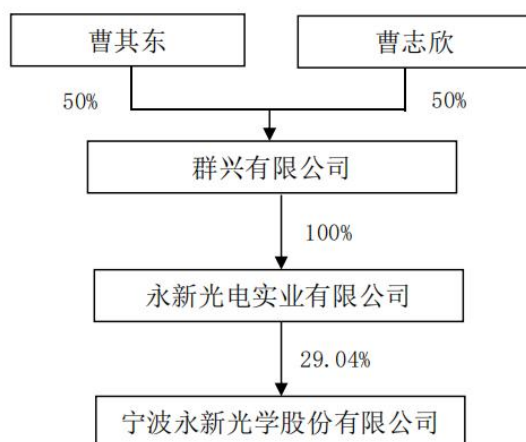 曹其东
曹志欣
50%
50%
群兴有限公司
100%
永新光电实业有限公司
29.04%
宁波永新光学股份有限公司